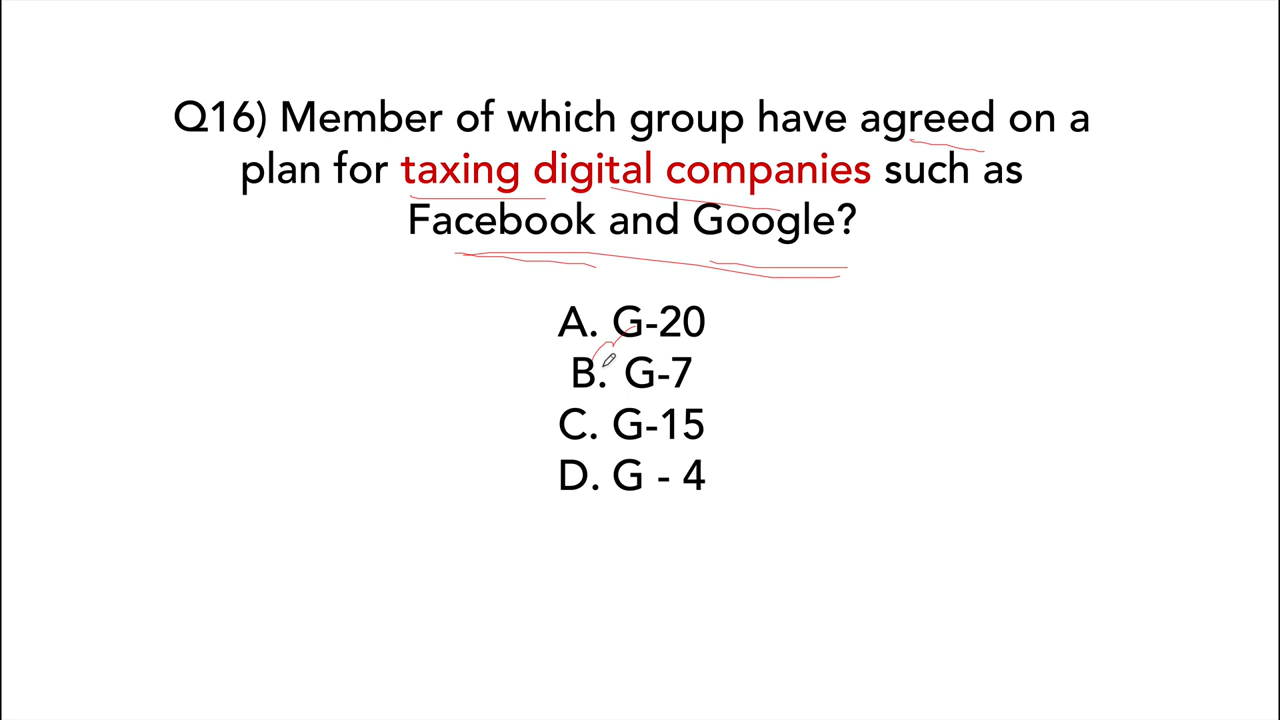 Q16) Member of which group have agreed on a
plan for taxing digital companies such as
Facebook and Google?
A. G-20
B. G-7
C. G-15
D. G - 4